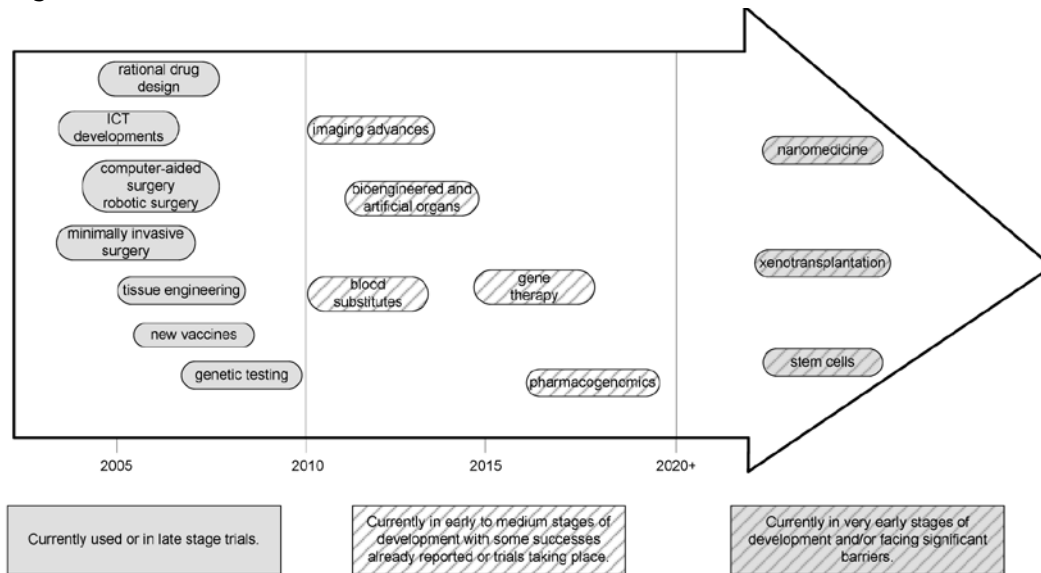 rational drug
design
ICT
developments
computer-aided
surgery
robotic surgery
minimally invasive
surgery
tissue engineering
new vaccines
genetic testing
imaging advances
bioengineered and
artificial organs
blood
substitutes
gene
therapy
pharmacogenomics
nanomedicine
xenotransplantation
stem cells
2005
2010
2015
2020+
Currently used or in late stage trials.
Currently in early to medium stages of
development with some successes
already reported or trials taking place.
Currently in very early stages of
development and/or facing significant
barriers.